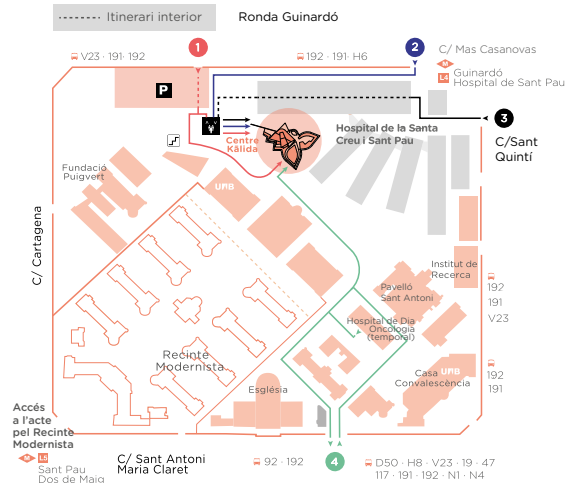 Itinerari interior
Ronda Guinardó
V23 · 191 · 192
1
192 · 191 · H6
2
C/ Mas Casanovas
M
L4
Guinardó
Hospital de Sant Pau
P
3
C/Sant
Quintí
Hospital de la Santa
Creu i Sant Pau
Centre
Kālida
Fundació
Puigvert
UAB
C/ Cartagena
Institut de
Recerca
192
191
V23
Pavelló
Sant Antoni
Hospital de Dia
Oncologia
(temporal)
Recinte
Modernista
UAB
Casa
Convalescència
192
191
Església
Accés
a l'acte
pel Recinte
Modernista
M
L5
Sant Pau
Dos de Maig
C/ Sant Antoni
Maria Claret
92 · 192
4
D50 · H8 · V23 · 19 · 47
117 · 191 · 192 · N1 · N4